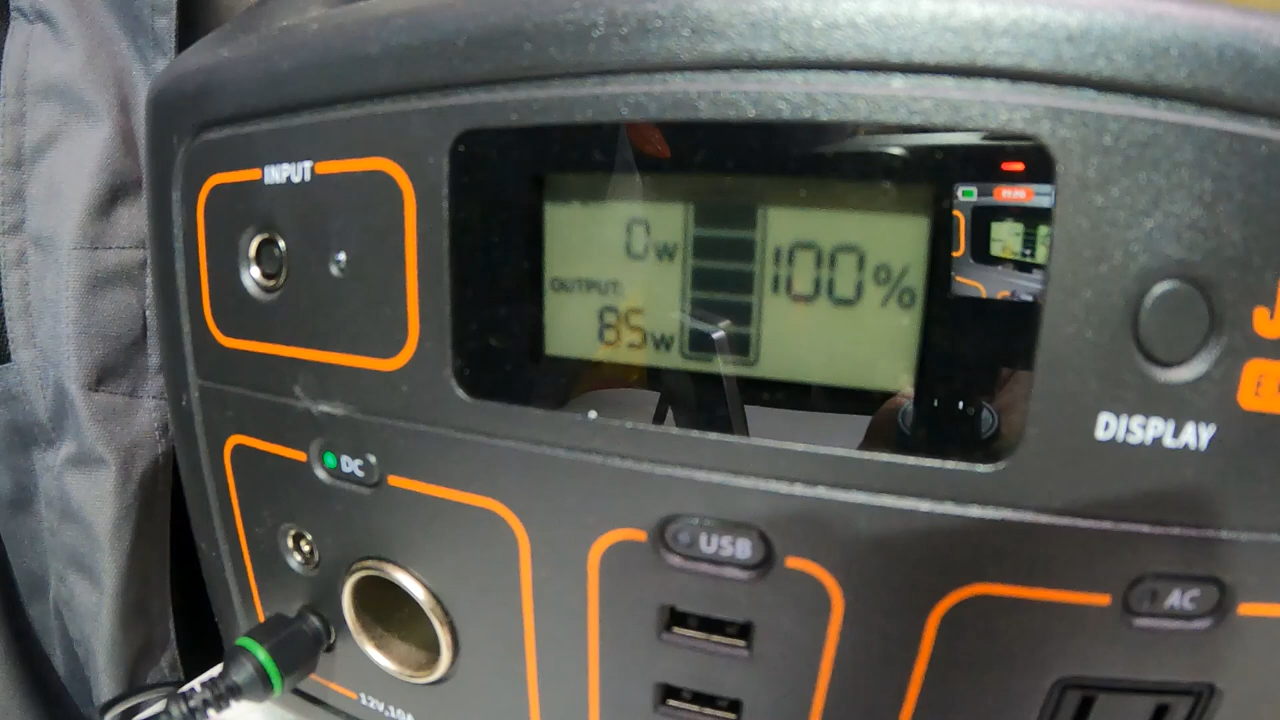 INPUT
0w
OUTPUT:
85w
100%
DISPLAY
DC
USB
AC
12V,10A